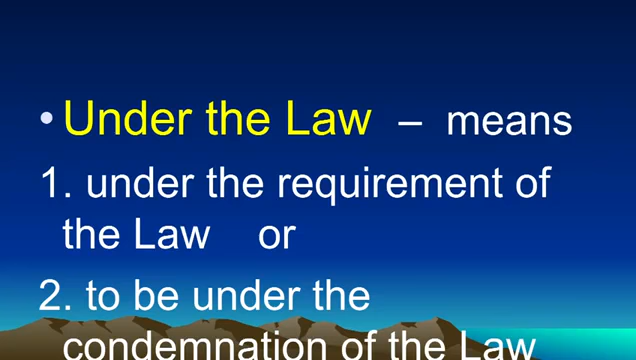 • Under the Law – means
1. under the requirement of
the Law or
2. to be under the
condemnation of the Law